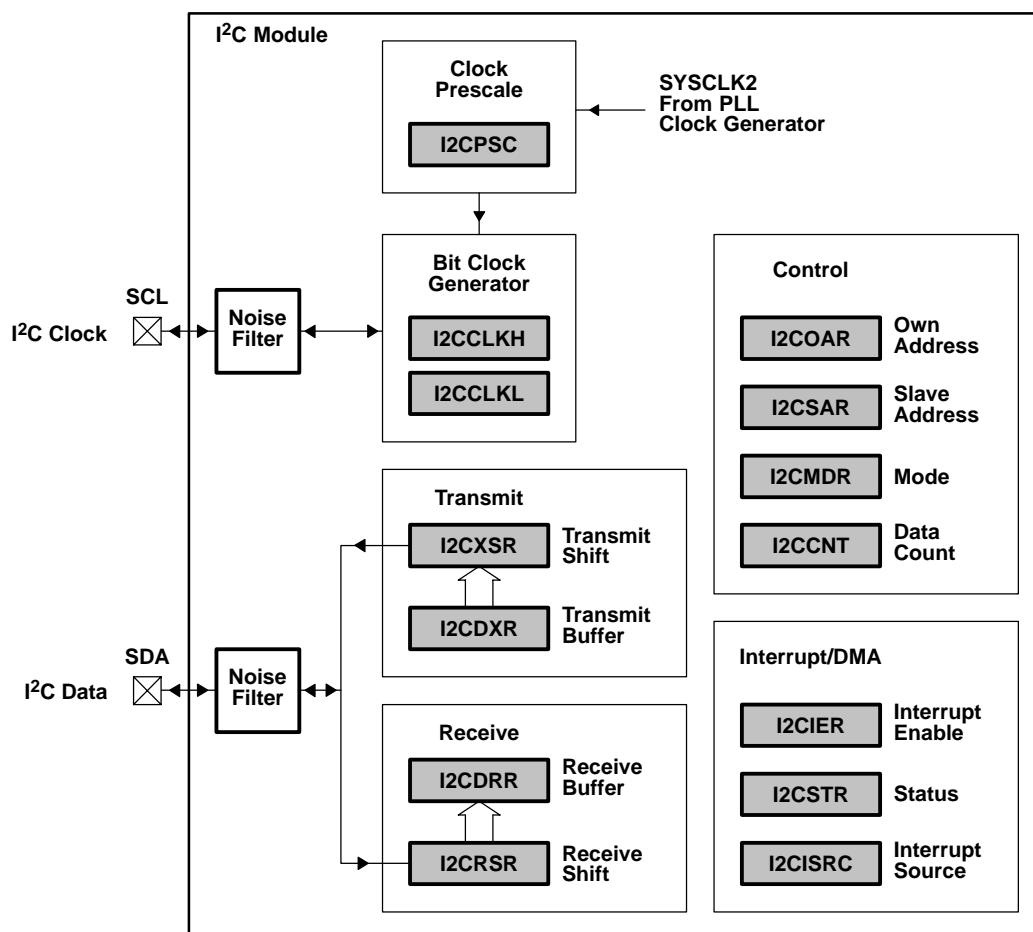 I²C Module
Clock
Prescale
I2CPSC
SYSCLK2
From PLL
Clock Generator
Bit Clock
Generator
I2CCLKH
I2CCLKL
SCL
I²C Clock
Noise
Filter
Control
I2COAR
Own
Address
I2CSAR
Slave
Address
I2CMDR
Mode
I2CCNT
Data
Count
Transmit
I2CXSR
Transmit
Shift
I2CDXR
Transmit
Buffer
SDA
I²C Data
Noise
Filter
Receive
I2CDRR
Receive
Buffer
I2CRSR
Receive
Shift
Interrupt/DMA
I2CIER
Interrupt
Enable
I2CSTR
Status
I2CISRC
Interrupt
Source